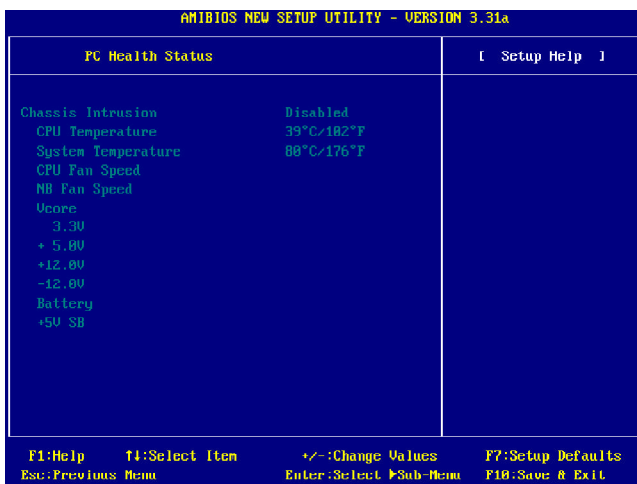 AMIBIOS NEW SETUP UTILITY - VERSION 3.31a
PC Health Status
[ Setup Help ]
Chassis Intrusion Disabled
CPU Temperature 39°C/102°F
System Temperature 80°C/176°F
CPU Fan Speed
NB Fan Speed
Vcore
3.3V
+ 5.0V
+12.0V
-12.0V
Battery
+5V SB
F1:Help ↑↓:Select Item +/-:Change Values F7:Setup Defaults
Esc:Previous Menu Enter:Select ►Sub-Menu F10:Save & Exit